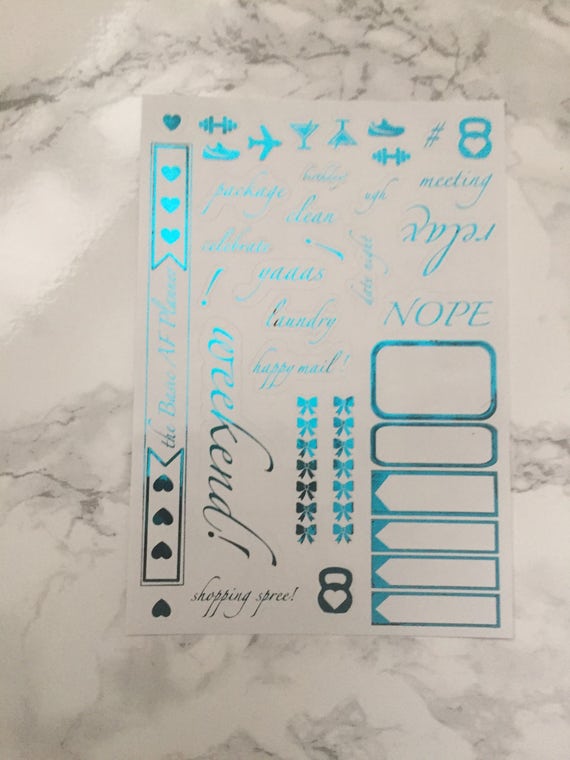 #
package
birthday!
ugh
meeting
clean
relax
celebrate
!
yaaas
date night
!
laundry
NOPE
the Basic AF Planner
weekend!
happy mail!
shopping spree!